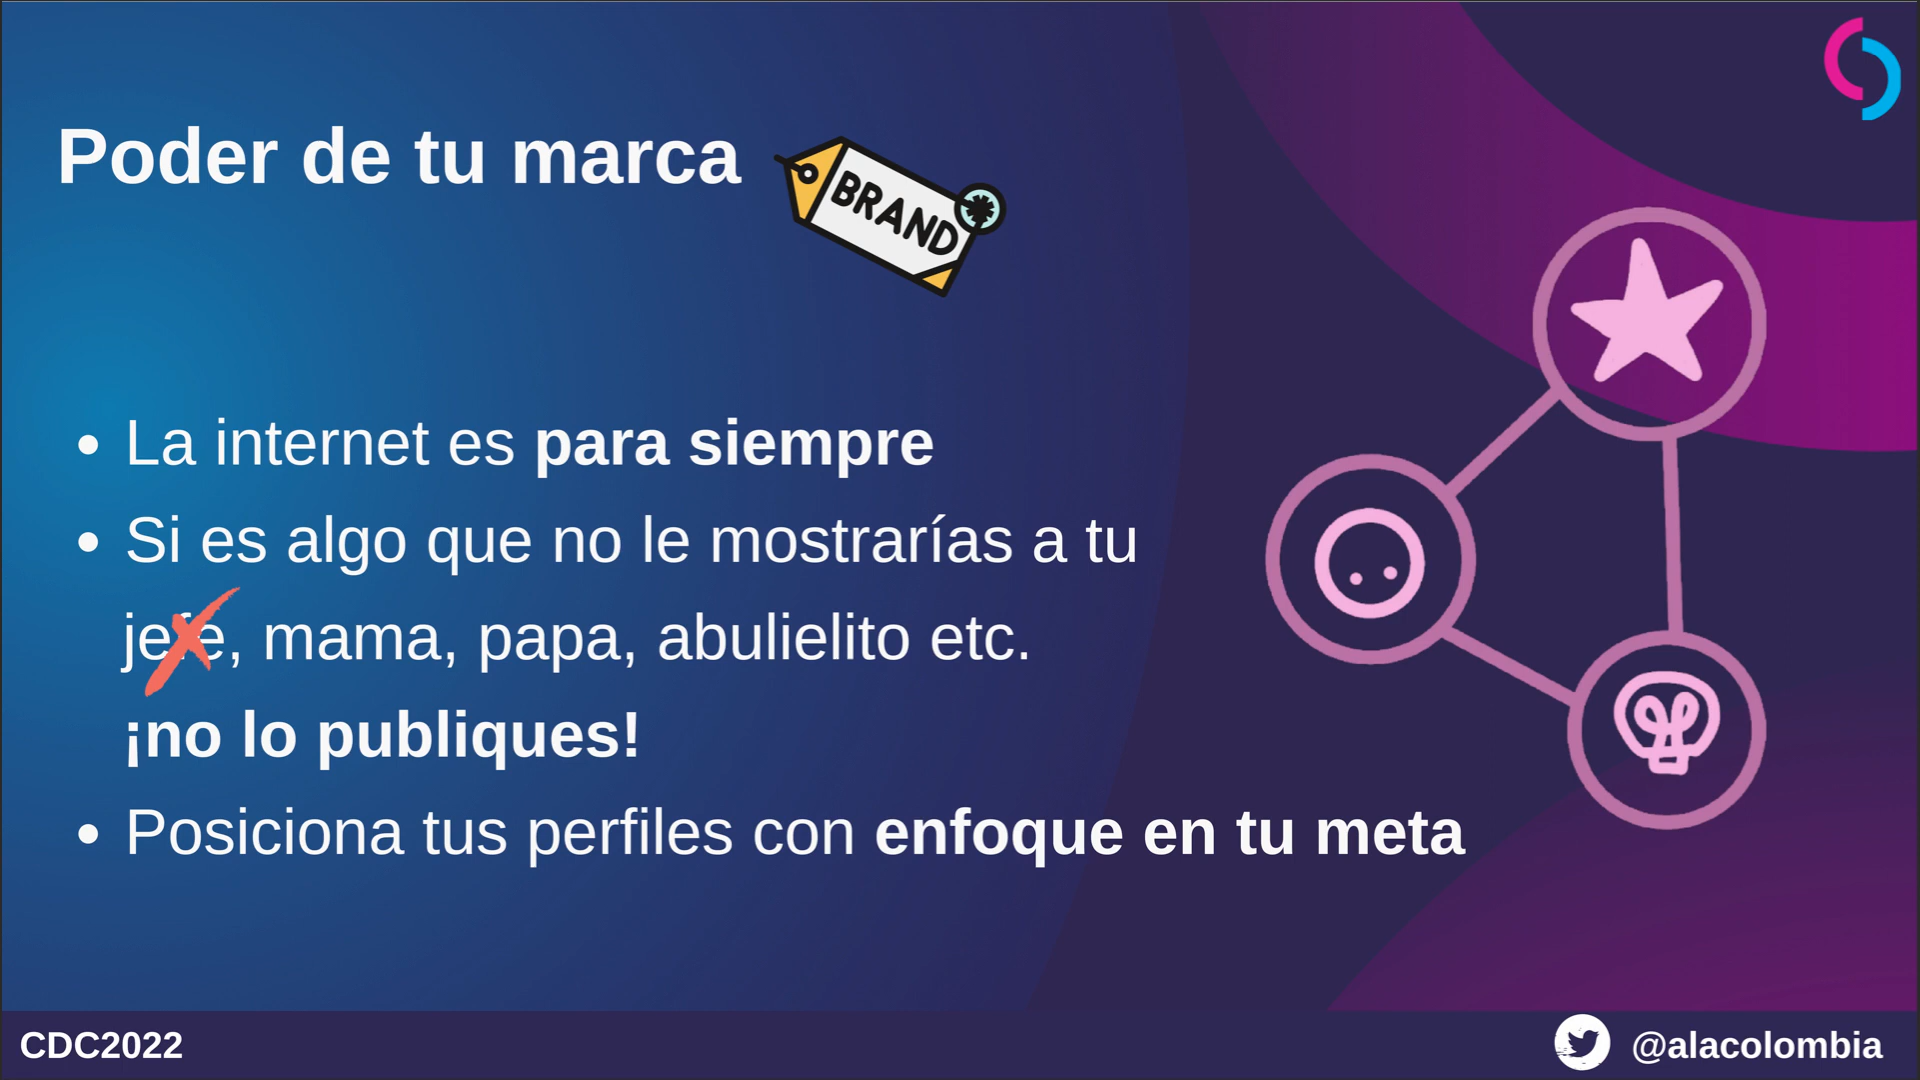 Poder de tu marca
BRAND
La internet es para siempre
Si es algo que no le mostrarías a tu
jefe, mama, papa, abulielito etc.
¡no lo publiques!
Posiciona tus perfiles con enfoque en tu meta
CDC2022
@alacolombia